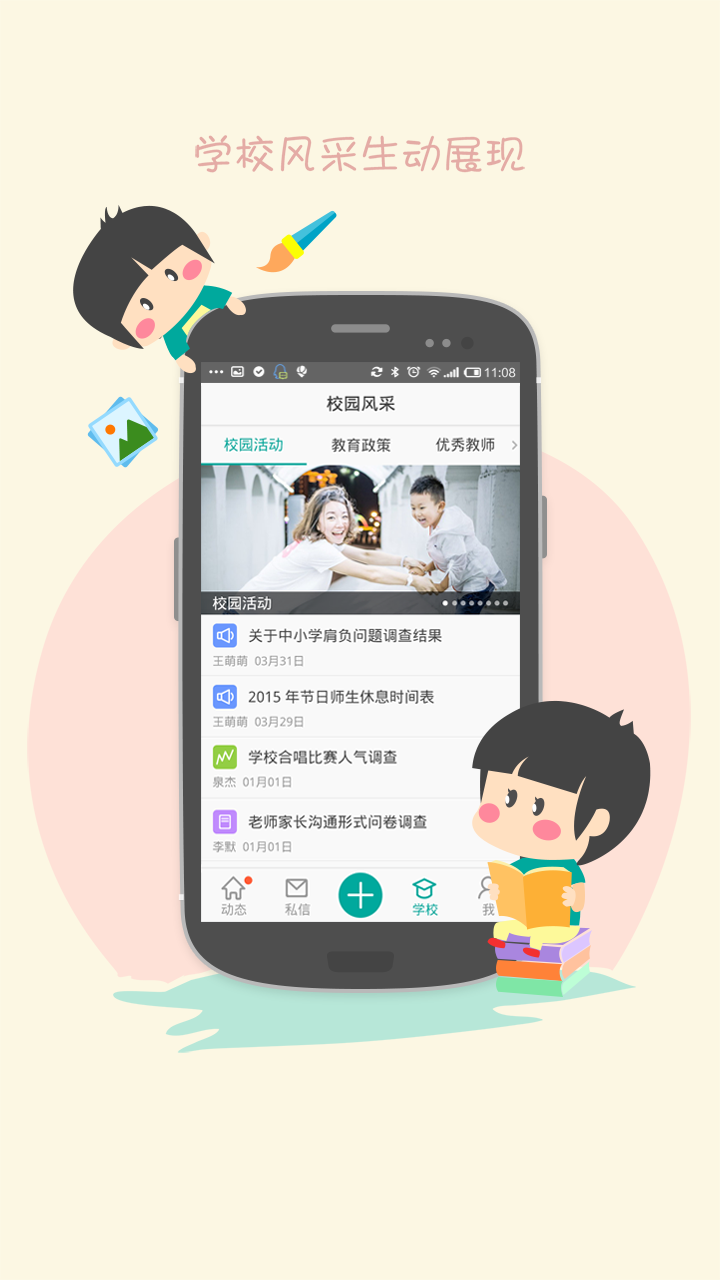 学校风采生动展现
11:08
校园风采
校园活动 教育政策 优秀教师
校园活动
关于中小学肩负问题调查结果
王萌萌 03月31日
2015 年节日师生休息时间表
王萌萌 03月29日
学校合唱比赛人气调查
泉杰 01月01日
老师家长沟通形式问卷调查
李默 01月01日
动态 私信 学校 我